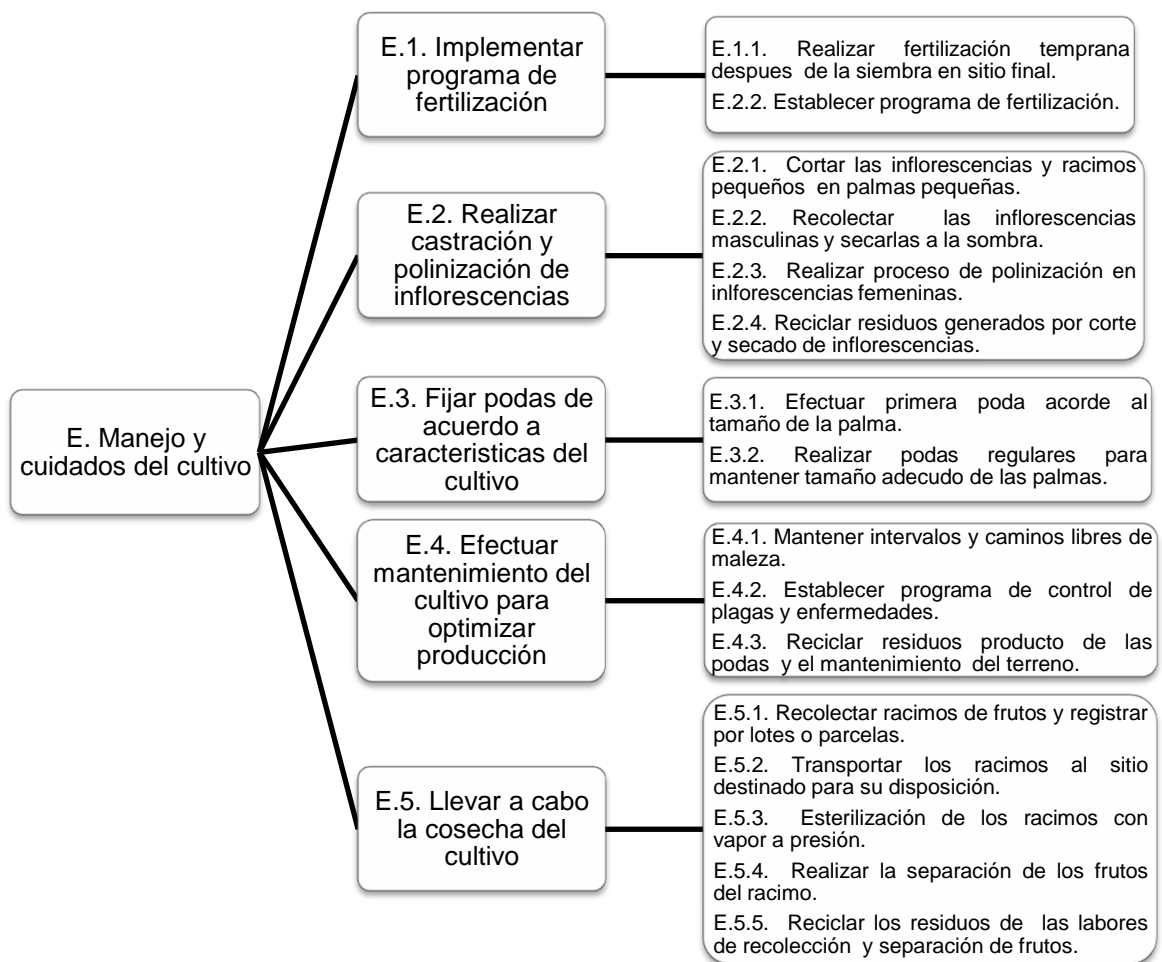 E. Manejo y
cuidados del cultivo
E.1. Implementar
programa de
fertilización
E.1.1. Realizar fertilización temprana
despues de la siembra en sitio final.
E.2.2. Establecer programa de fertilización.
E.2. Realizar
castración y
polinización de
inflorescencias
E.2.1. Cortar las inflorescencias y racimos
pequeños en palmas pequeñas.
E.2.2. Recolectar las inflorescencias
masculinas y secarlas a la sombra.
E.2.3. Realizar proceso de polinización en
inlforescencias femeninas.
E.2.4. Reciclar residuos generados por corte
y secado de inflorescencias.
E.3. Fijar podas de
acuerdo a
caracteristicas del
cultivo
E.3.1. Efectuar primera poda acorde al
tamaño de la palma.
E.3.2. Realizar podas regulares para
mantener tamaño adecudo de las palmas.
E.4. Efectuar
mantenimiento del
cultivo para
optimizar
producción
E.4.1. Mantener intervalos y caminos libres de
maleza.
E.4.2. Establecer programa de control de
plagas y enfermedades.
E.4.3. Reciclar residuos producto de las
podas y el mantenimiento del terreno.
E.5. Llevar a cabo
la cosecha del
cultivo
E.5.1. Recolectar racimos de frutos y registrar
por lotes o parcelas.
E.5.2. Transportar los racimos al sitio
destinado para su disposición.
E.5.3. Esterilización de los racimos con
vapor a presión.
E.5.4. Realizar la separación de los frutos
del racimo.
E.5.5. Reciclar los residuos de las labores
de recolección y separación de frutos.